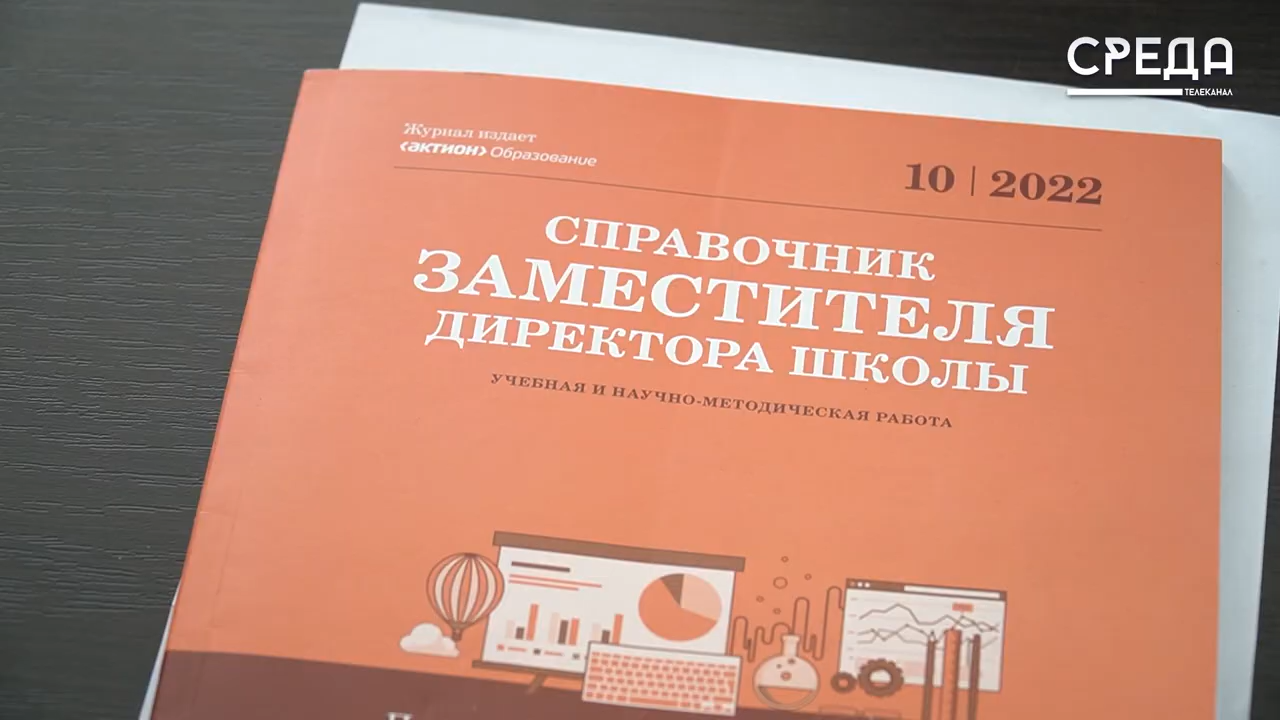 СРЕДА
ТЕЛЕКАНАЛ
Журнал издает
<актион> Образование
10 | 2022
СПРАВОЧНИК
ЗАМЕСТИТЕЛЯ
ДИРЕКТОРА ШКОЛЫ
УЧЕБНАЯ И НАУЧНО-МЕТОДИЧЕСКАЯ РАБОТА